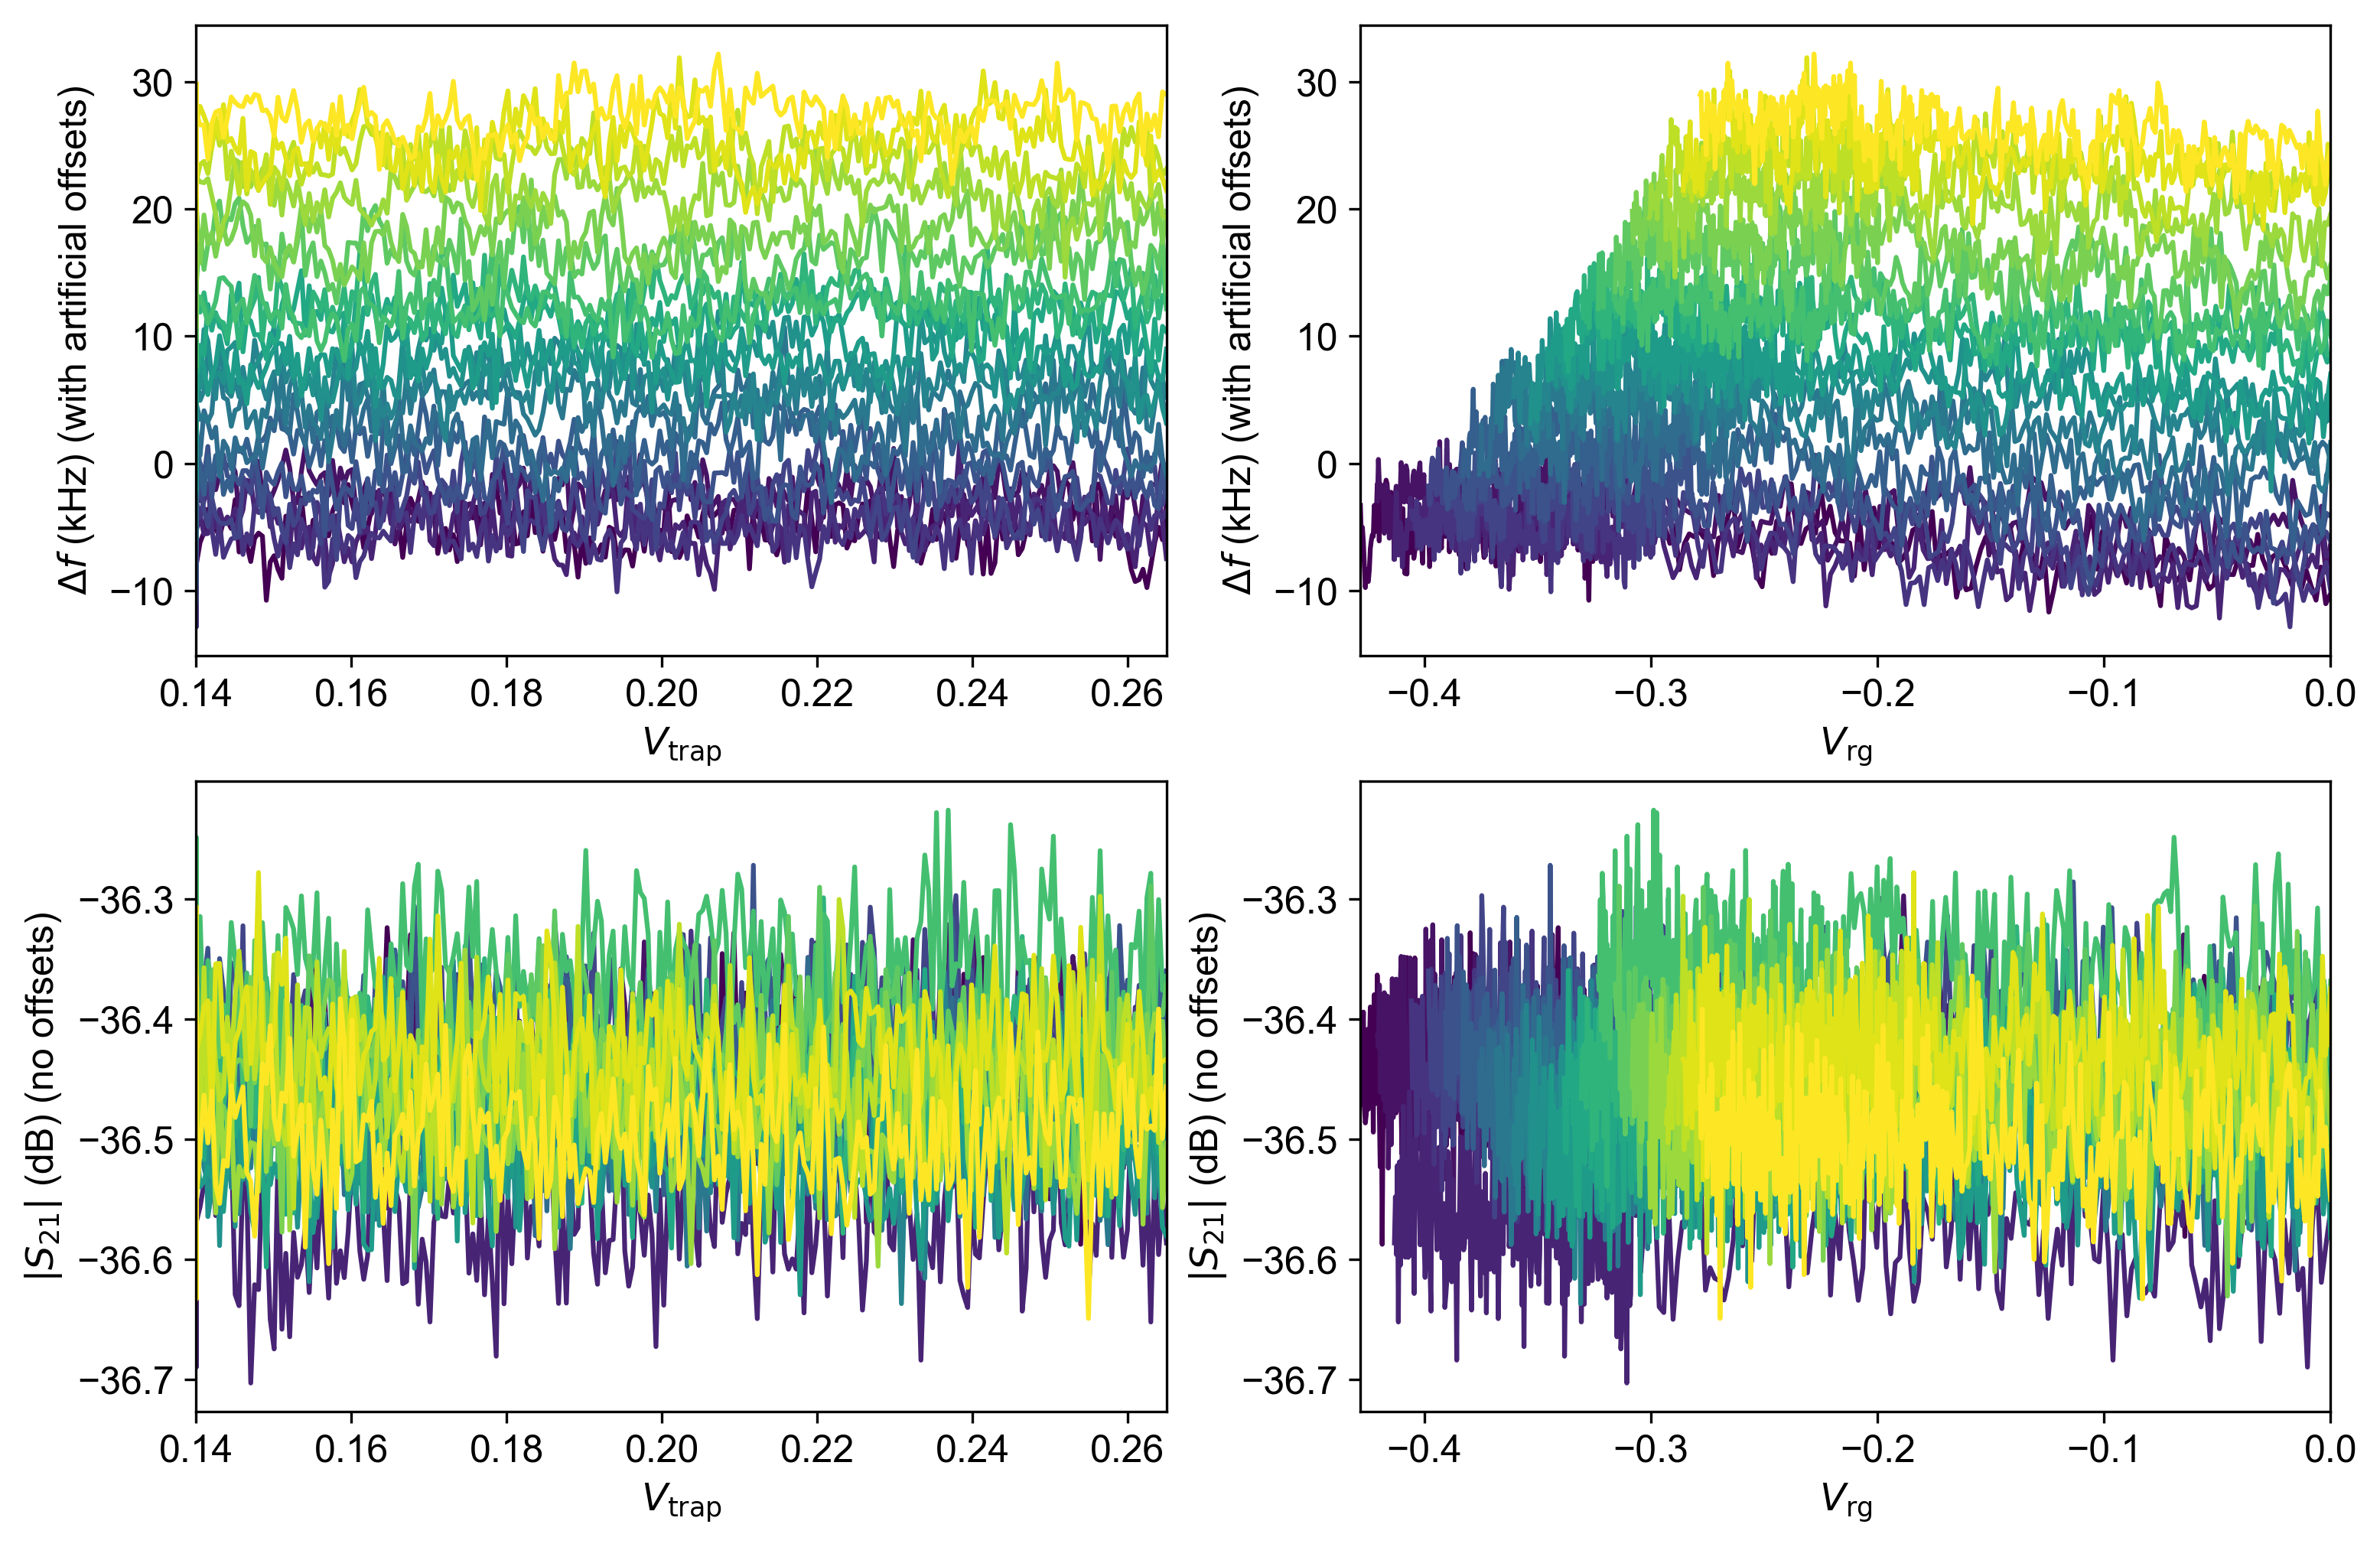 Δf (kHz) (with artificial offsets)
30
20
10
0
−10
0.14 0.16 0.18 0.20 0.22 0.24 0.26
V_trap
Δf (kHz) (with artificial offsets)
30
20
10
0
−10
−0.4 −0.3 −0.2 −0.1 0.0
V_rg
|S_21| (dB) (no offsets)
−36.3
−36.4
−36.5
−36.6
−36.7
0.14 0.16 0.18 0.20 0.22 0.24 0.26
V_trap
|S_21| (dB) (no offsets)
−36.3
−36.4
−36.5
−36.6
−36.7
−0.4 −0.3 −0.2 −0.1 0.0
V_rg